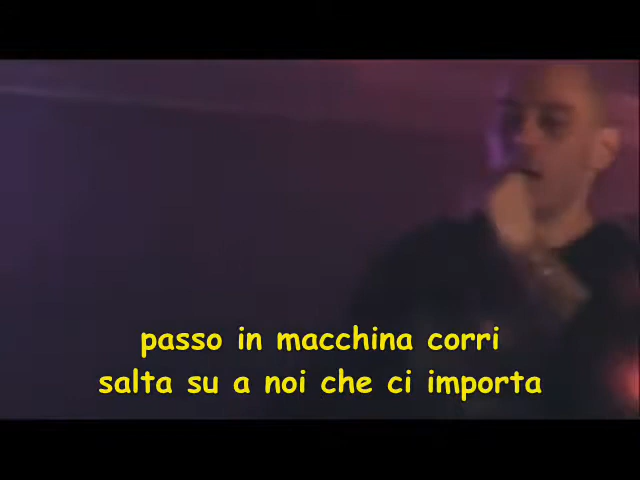 passo in macchina corri
salta su a noi che ci importa